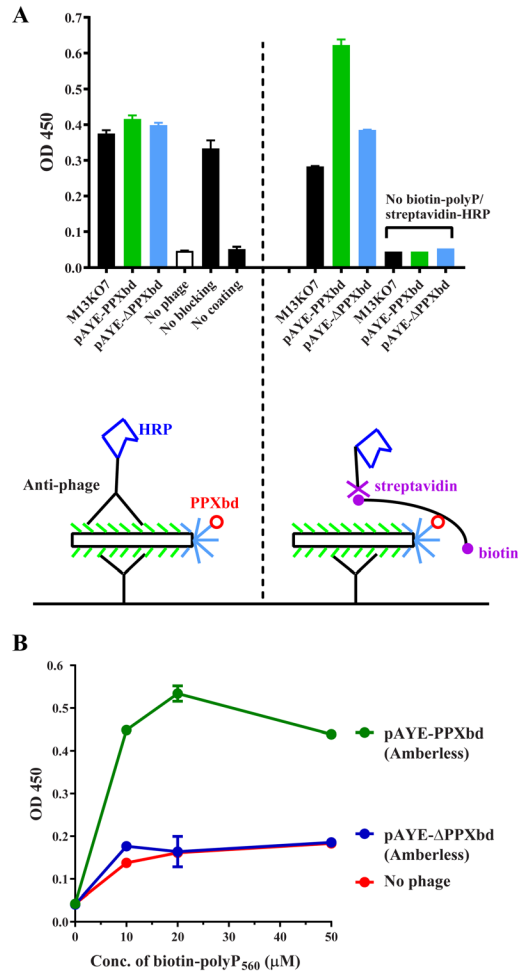 A
OD 450
0.7
0.6
0.5
0.4
0.3
0.2
0.1
0.0
No biotin-polyP/
streptavidin-HRP
M13KO7
pAYE-PPXbd
pAYE-ΔPPXbd
No phage
No blocking
No coating
M13KO7
pAYE-PPXbd
pAYE-ΔPPXbd
M13KO7
pAYE-PPXbd
pAYE-ΔPPXbd
HRP
Anti-phage
PPXbd
streptavidin
biotin
B
OD 450
0.6
0.5
0.4
0.3
0.2
0.1
0.0
0
10
20
30
40
50
Conc. of biotin-polyP560 (µM)
pAYE-PPXbd
(Amberless)
pAYE-ΔPPXbd
(Amberless)
No phage